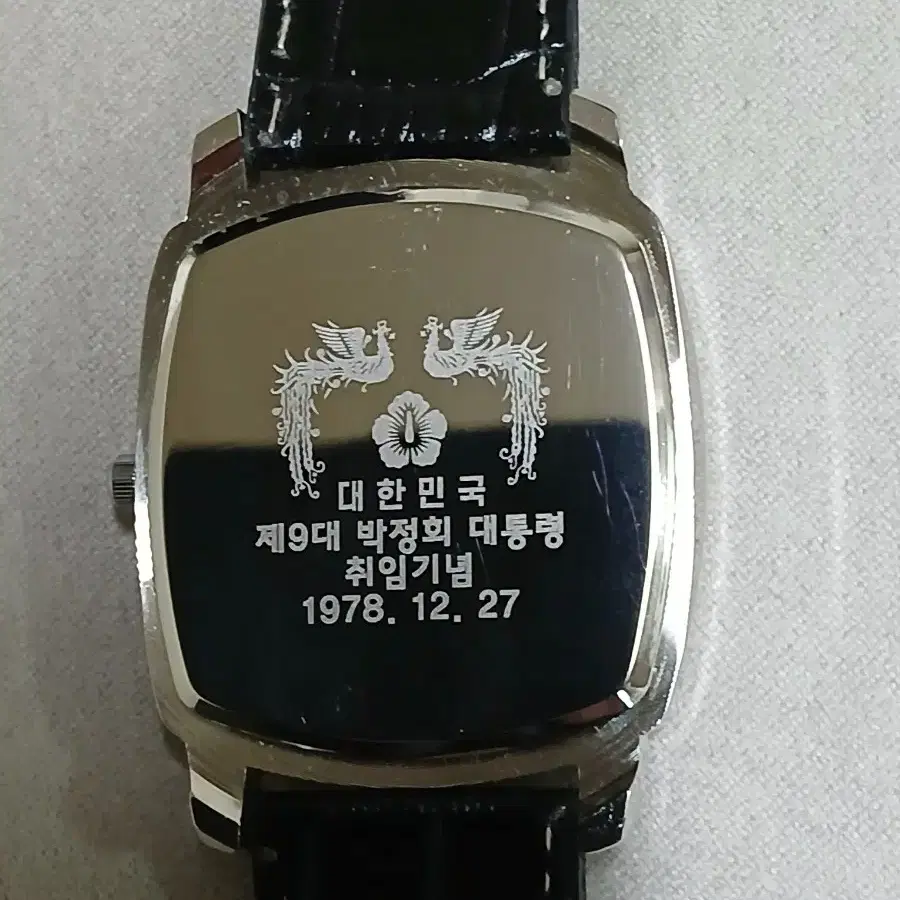 대한민국
제9대 박정희 대통령
취임기념
1978. 12. 27